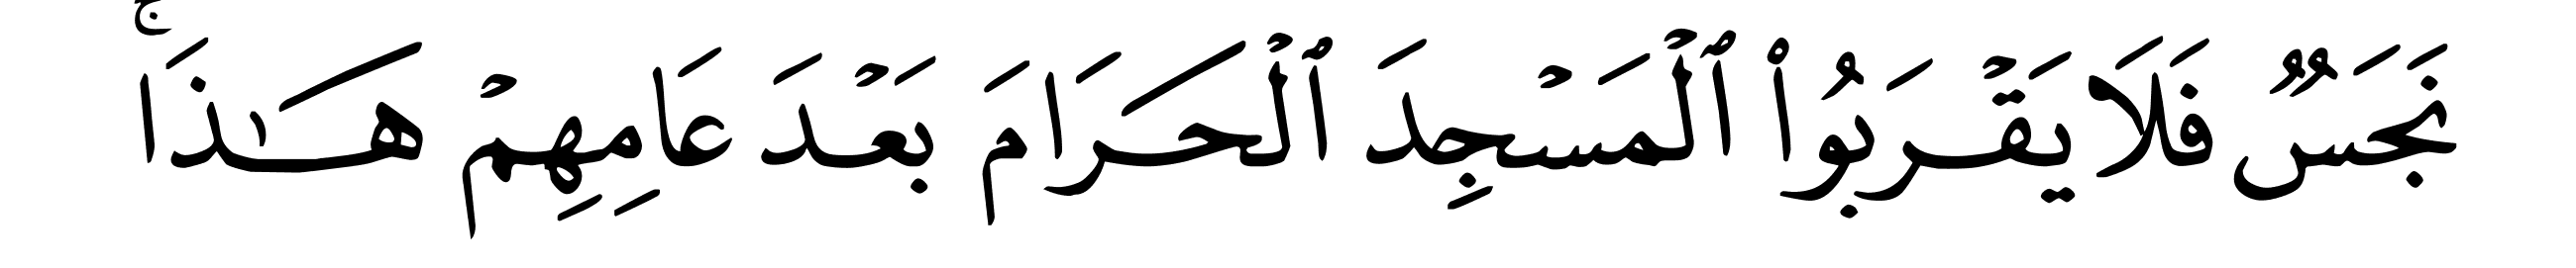 نَجَسٌ فَلَا يَقْرَبُوا۟ ٱلْمَسْجِدَ ٱلْحَرَامَ بَعْدَ عَامِهِمْ هَـٰذَا ۚ